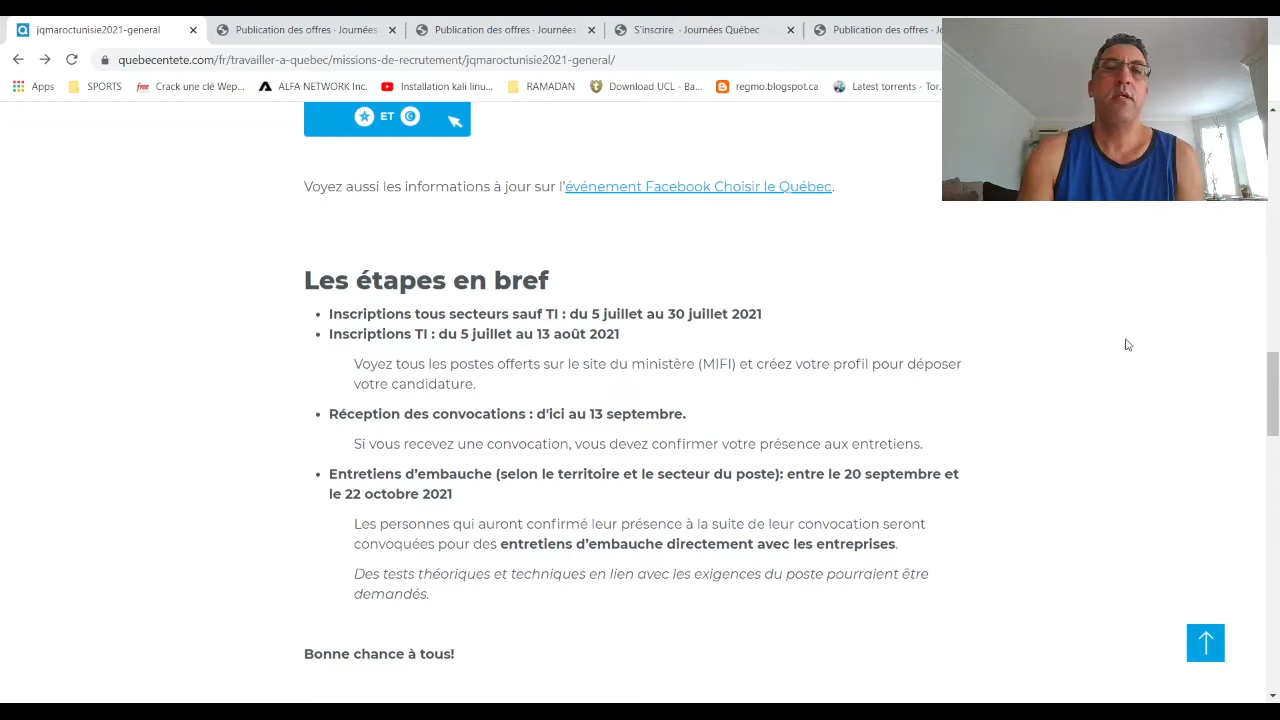 jqmaroctunisie2021-general
Publication des offres · Journées
Publication des offres · Journées
S'inscrire · Journées Québec
Publication des offres · J
quebecentete.com/fr/travailler-a-quebec/missions-de-recrutement/jqmaroctunisie2021-general/
Apps
SPORTS
Crack une clé Wep...
ALFA NETWORK Inc.
Installation kali linu...
RAMADAN
Download UCL - Ba...
regmo.blogspot.ca
Latest torrents - Tor...
ET
Voyez aussi les informations à jour sur l'événement Facebook Choisir le Québec.
Les étapes en bref
• Inscriptions tous secteurs sauf TI : du 5 juillet au 30 juillet 2021
• Inscriptions TI : du 5 juillet au 13 août 2021
Voyez tous les postes offerts sur le site du ministère (MIFI) et créez votre profil pour déposer
votre candidature.
• Réception des convocations : d'ici au 13 septembre.
Si vous recevez une convocation, vous devez confirmer votre présence aux entretiens.
• Entretiens d'embauche (selon le territoire et le secteur du poste): entre le 20 septembre et
le 22 octobre 2021
Les personnes qui auront confirmé leur présence à la suite de leur convocation seront
convoquées pour des entretiens d'embauche directement avec les entreprises.
Des tests théoriques et techniques en lien avec les exigences du poste pourraient être
demandés.
Bonne chance à tous!